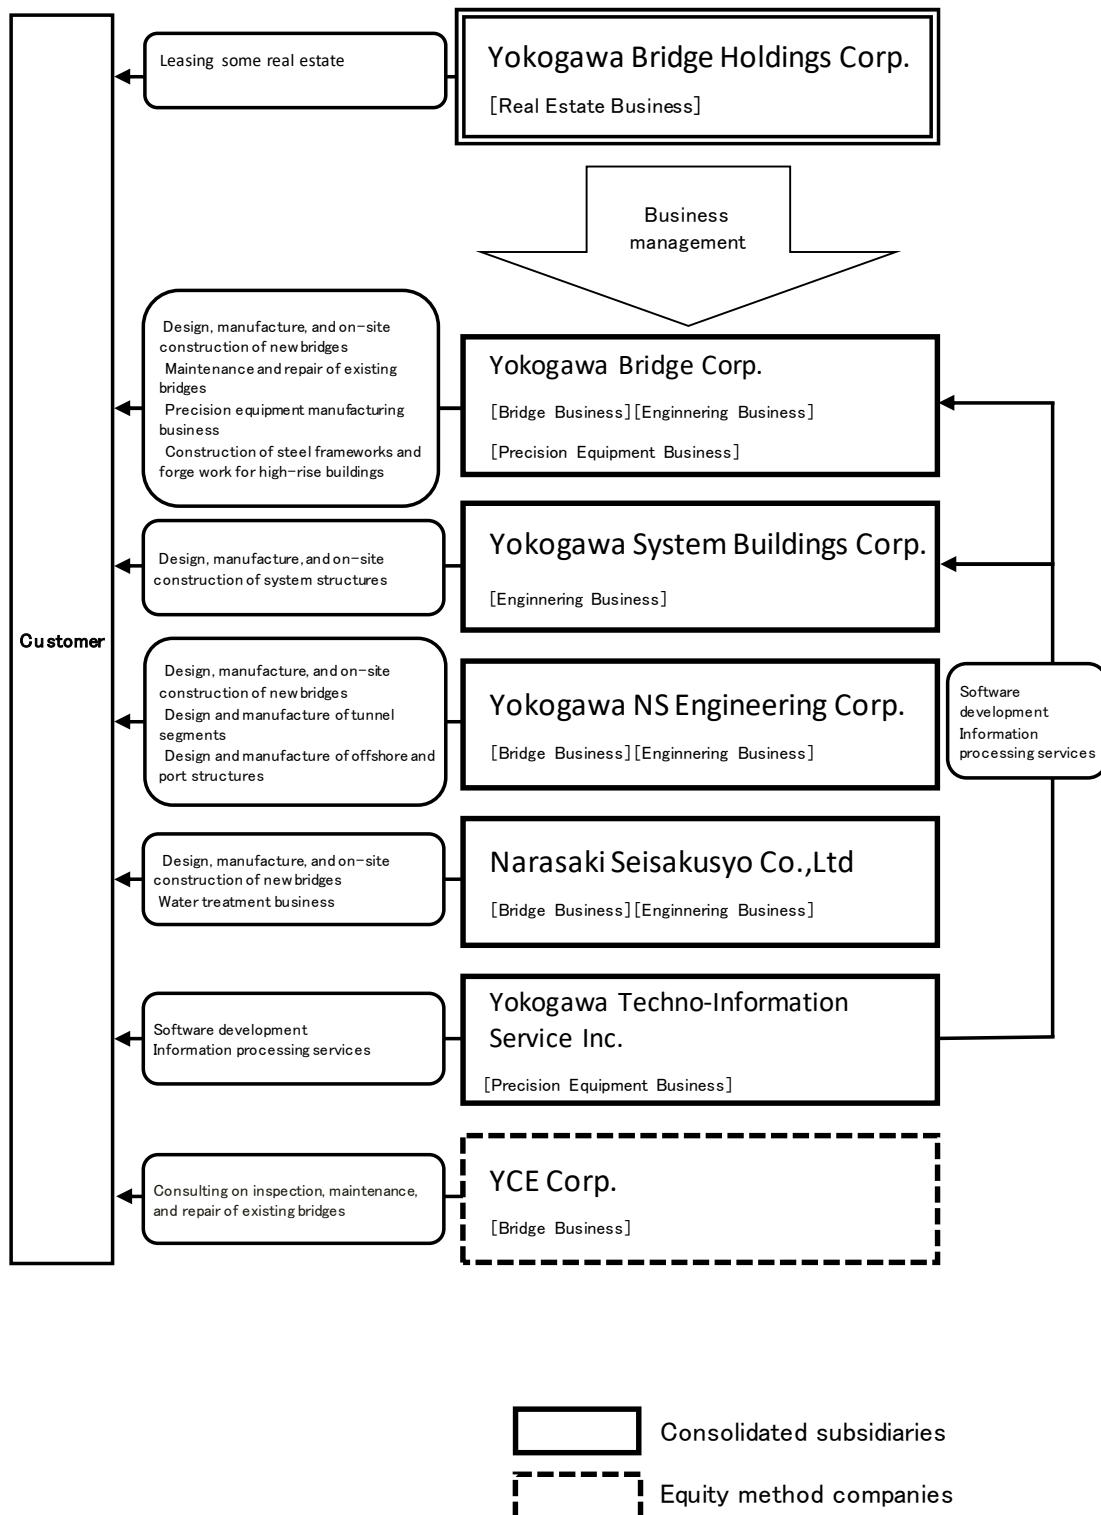 Leasing some real estate
Yokogawa Bridge Holdings Corp.
[Real Estate Business]
Business
management
Design, manufacture, and on-site
construction of new bridges
Maintenance and repair of existing
bridges
Precision equipment manufacturing
business
Construction of steel frameworks and
forge work for high-rise buildings
Yokogawa Bridge Corp.
[Bridge Business][Enginnering Business]
[Precision Equipment Business]
Design, manufacture, and on-site
construction of system structures
Yokogawa System Buildings Corp.
[Enginnering Business]
Customer
Design, manufacture, and on-site
construction of new bridges
Design and manufacture of tunnel
segments
Design and manufacture of offshore and
port structures
Yokogawa NS Engineering Corp.
[Bridge Business][Enginnering Business]
Software
development
Information
processing services
Design, manufacture, and on-site
construction of new bridges
Water treatment business
Narasaki Seisakusyo Co.,Ltd
[Bridge Business][Enginnering Business]
Software development
Information processing services
Yokogawa Techno-Information
Service Inc.
[Precision Equipment Business]
Consulting on inspection, maintenance,
and repair of existing bridges
YCE Corp.
[Bridge Business]
Consolidated subsidiaries
Equity method companies